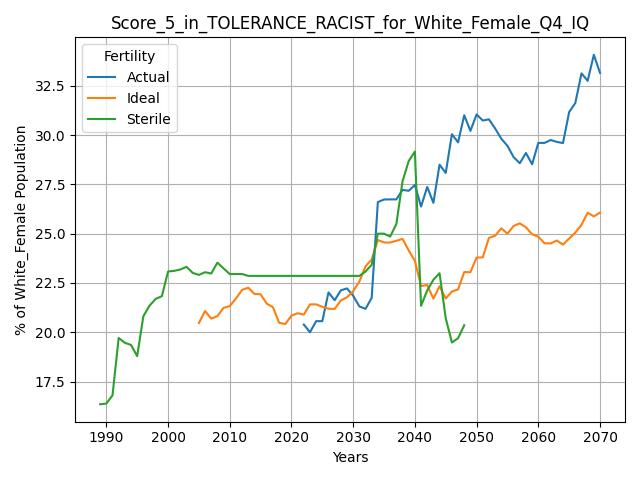 Score_5_in_TOLERANCE_RACIST_for_White_Female_Q4_IQ
Fertility
Actual
Ideal
Sterile
% of White_Female Population
32.5
30.0
27.5
25.0
22.5
20.0
17.5
1990 2000 2010 2020 2030 2040 2050 2060 2070
Years